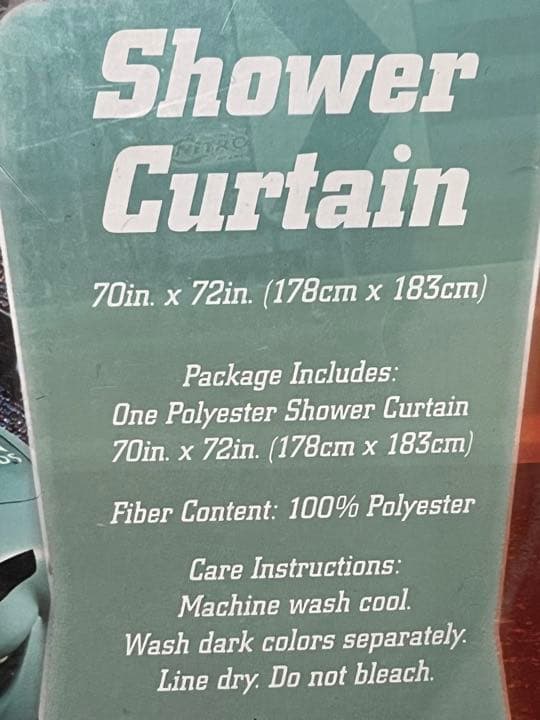 Shower
NITRO
Curtain
70in. x 72in. (178cm x 183cm)
Package Includes:
One Polyester Shower Curtain
70in. x 72in. (178cm x 183cm)
Fiber Content: 100% Polyester
Care Instructions:
Machine wash cool.
Wash dark colors separately.
Line dry. Do not bleach.